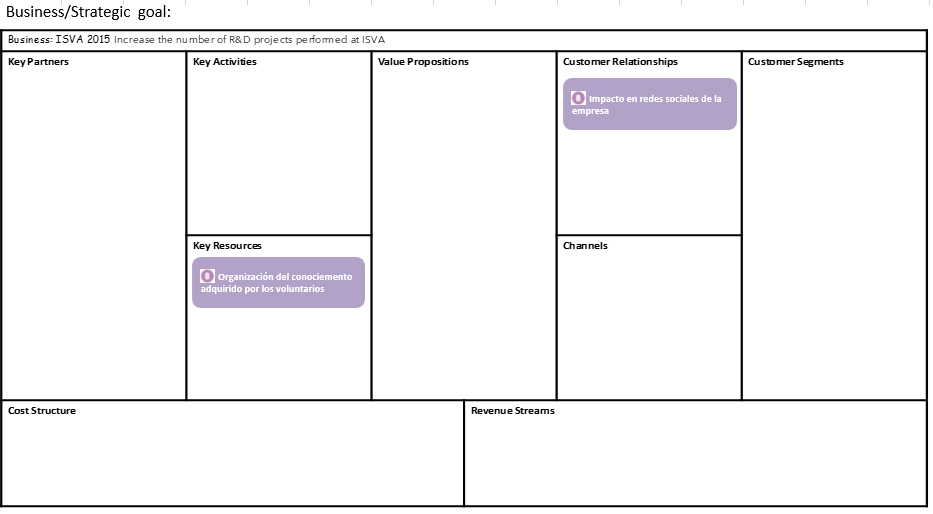 Business/Strategic goal:
Business: ISVA 2015 Increase the number of R&D projects performed at ISVA
Key Partners
Key Activities
Value Propositions
Customer Relationships
Customer Segments
8 Impacto en redes sociales de la
empresa
Key Resources
Channels
8 Organización del conociemento
adquirido por los voluntarios
Cost Structure
Revenue Streams